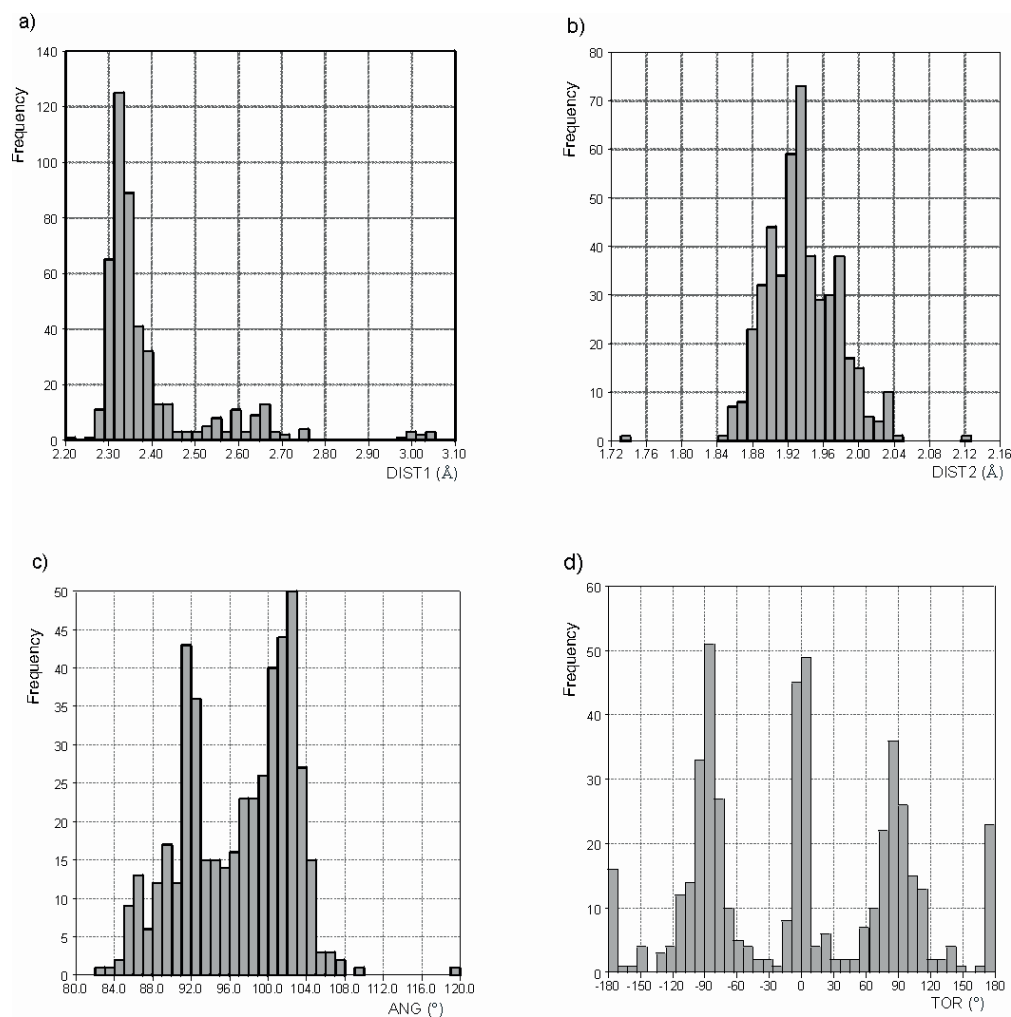 a)
Frequency
140
120
100
80
60
40
20
0
2.20 2.30 2.40 2.50 2.60 2.70 2.80 2.90 3.00 3.10
DIST1 (Å)
b)
Frequency
80
70
60
50
40
30
20
10
0
1.72 1.76 1.80 1.84 1.88 1.92 1.96 2.00 2.04 2.08 2.12 2.16
DIST2 (Å)
c)
Frequency
50
45
40
35
30
25
20
15
10
5
0
80.0 84.0 88.0 92.0 96.0 100.0 104.0 108.0 112.0 116.0 120.0
ANG (°)
d)
Frequency
60
50
40
30
20
10
0
-180 -150 -120 -90 -60 -30 0 30 60 90 120 150 180
TOR (°)